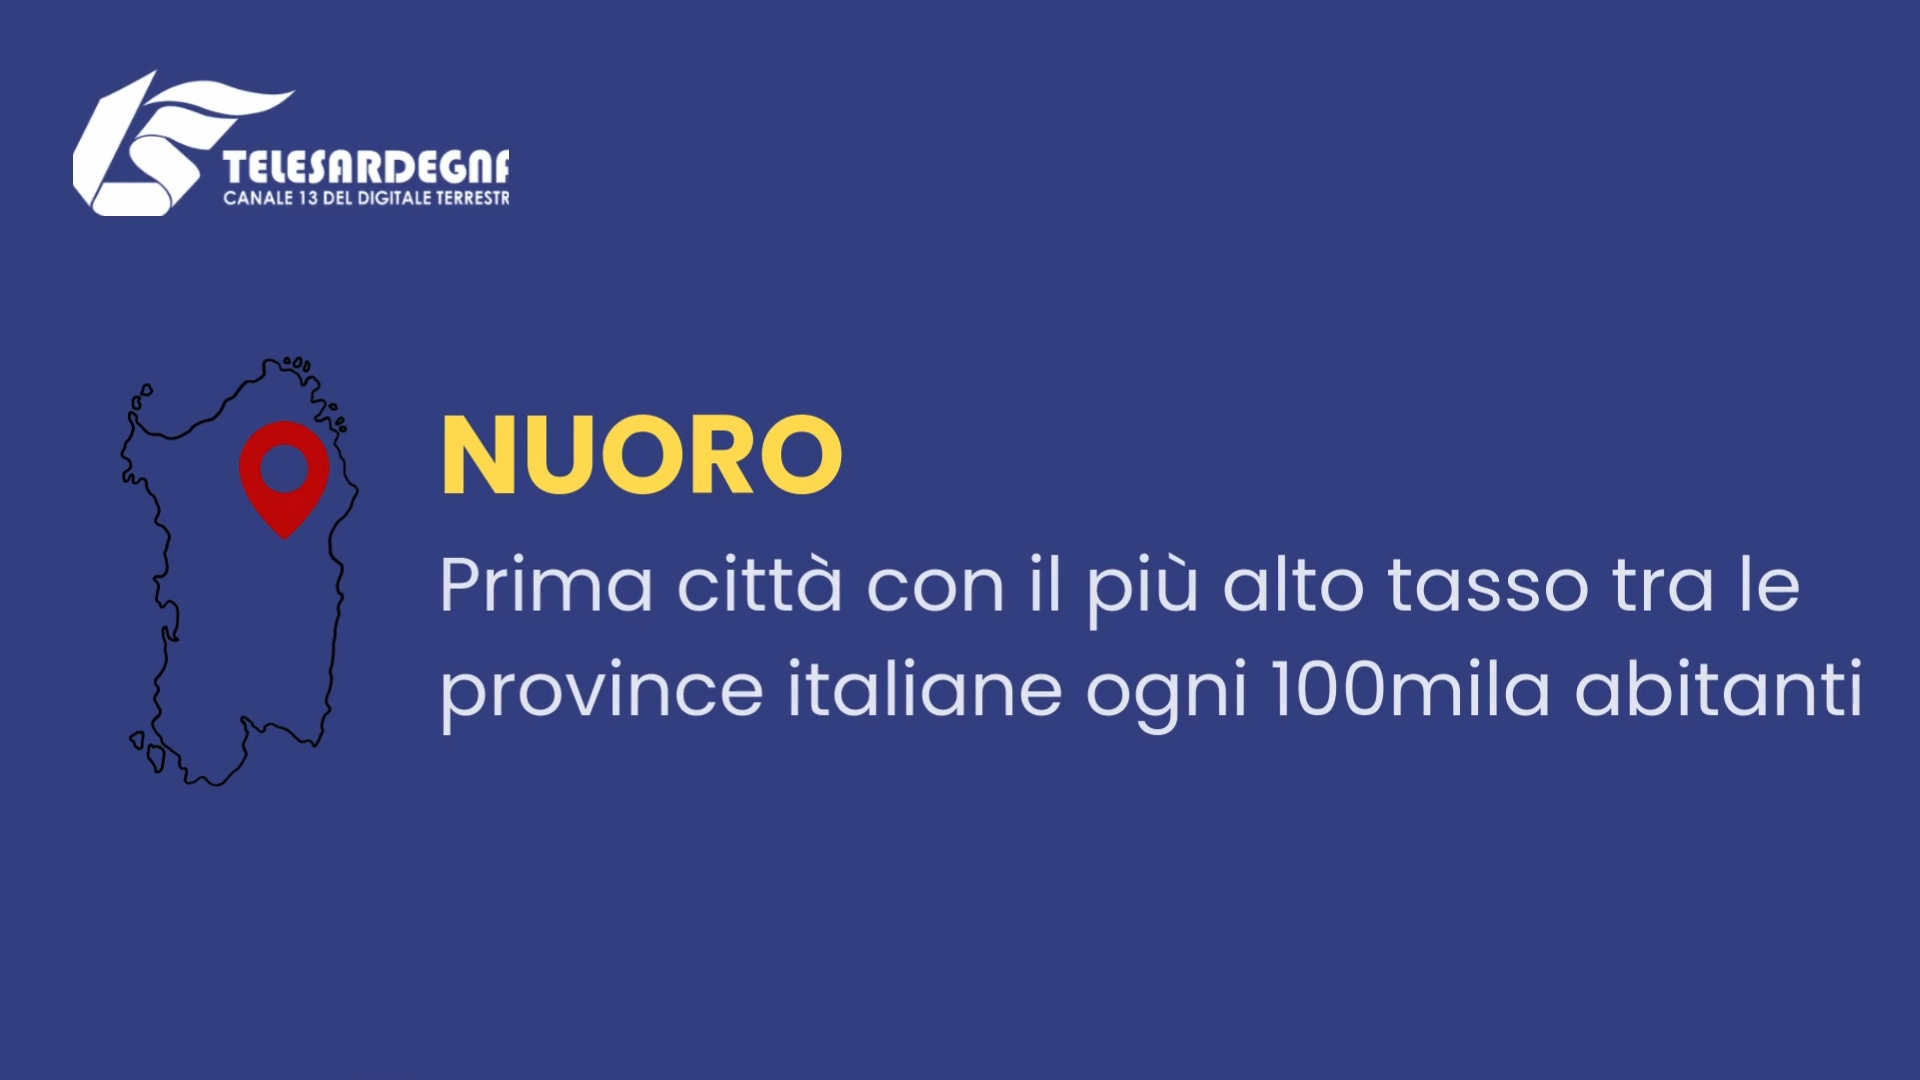 TELESARDEGNA
CANALE 13 DEL DIGITALE TERRESTR
NUORO
Prima città con il più alto tasso tra le
province italiane ogni 100mila abitanti